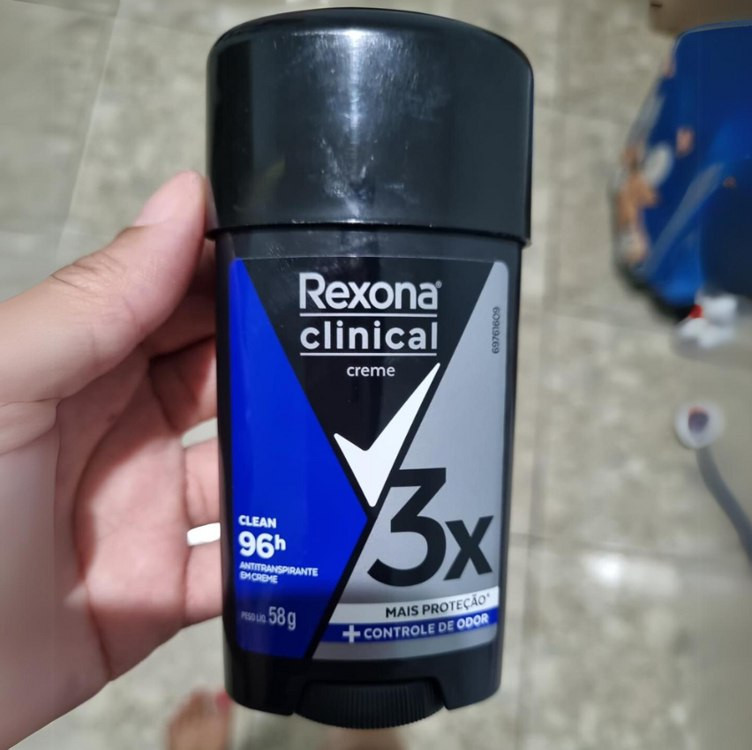 Rexona®
clinical
creme
69761609
3x
CLEAN
96h
ANTITRANSPIRANTE
EM CREME
PESO LIQ. 58g
MAIS PROTEÇÃO*
+ CONTROLE DE ODOR